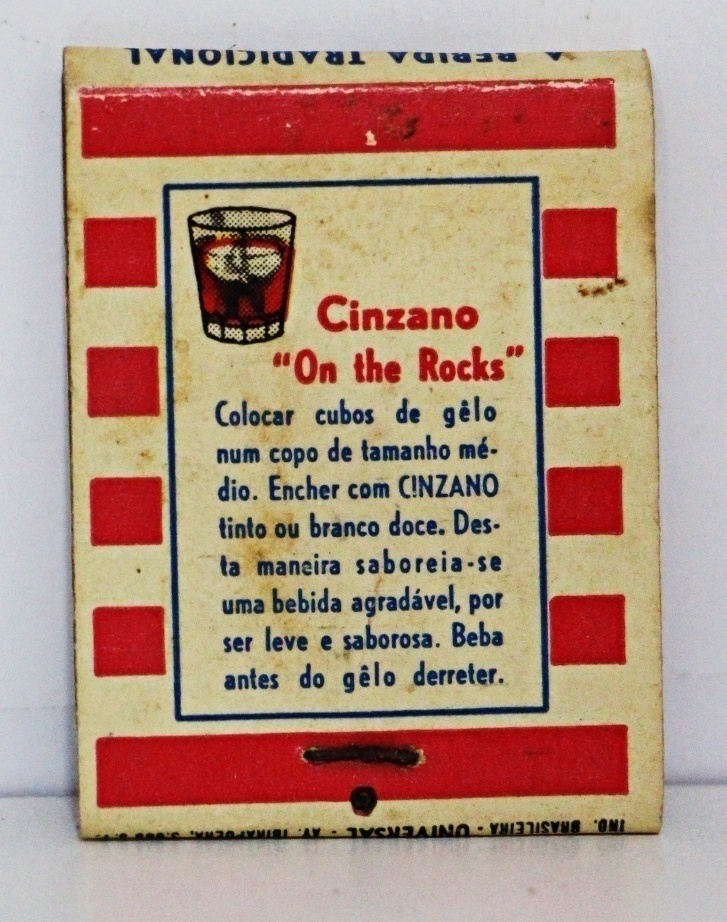 A BEBIDA TRADICIONAL
Cinzano
"On the Rocks"
Colocar cubos de gêlo
num copo de tamanho mé-
dio. Encher com CINZANO
tinto ou branco doce. Des-
ta maneira saboreia-se
uma bebida agradável, por
ser leve e saborosa. Beba
antes do gêlo derreter.
IND. BRASILEIRA - UNIVERSAL - AV. IBIRAPUERA,